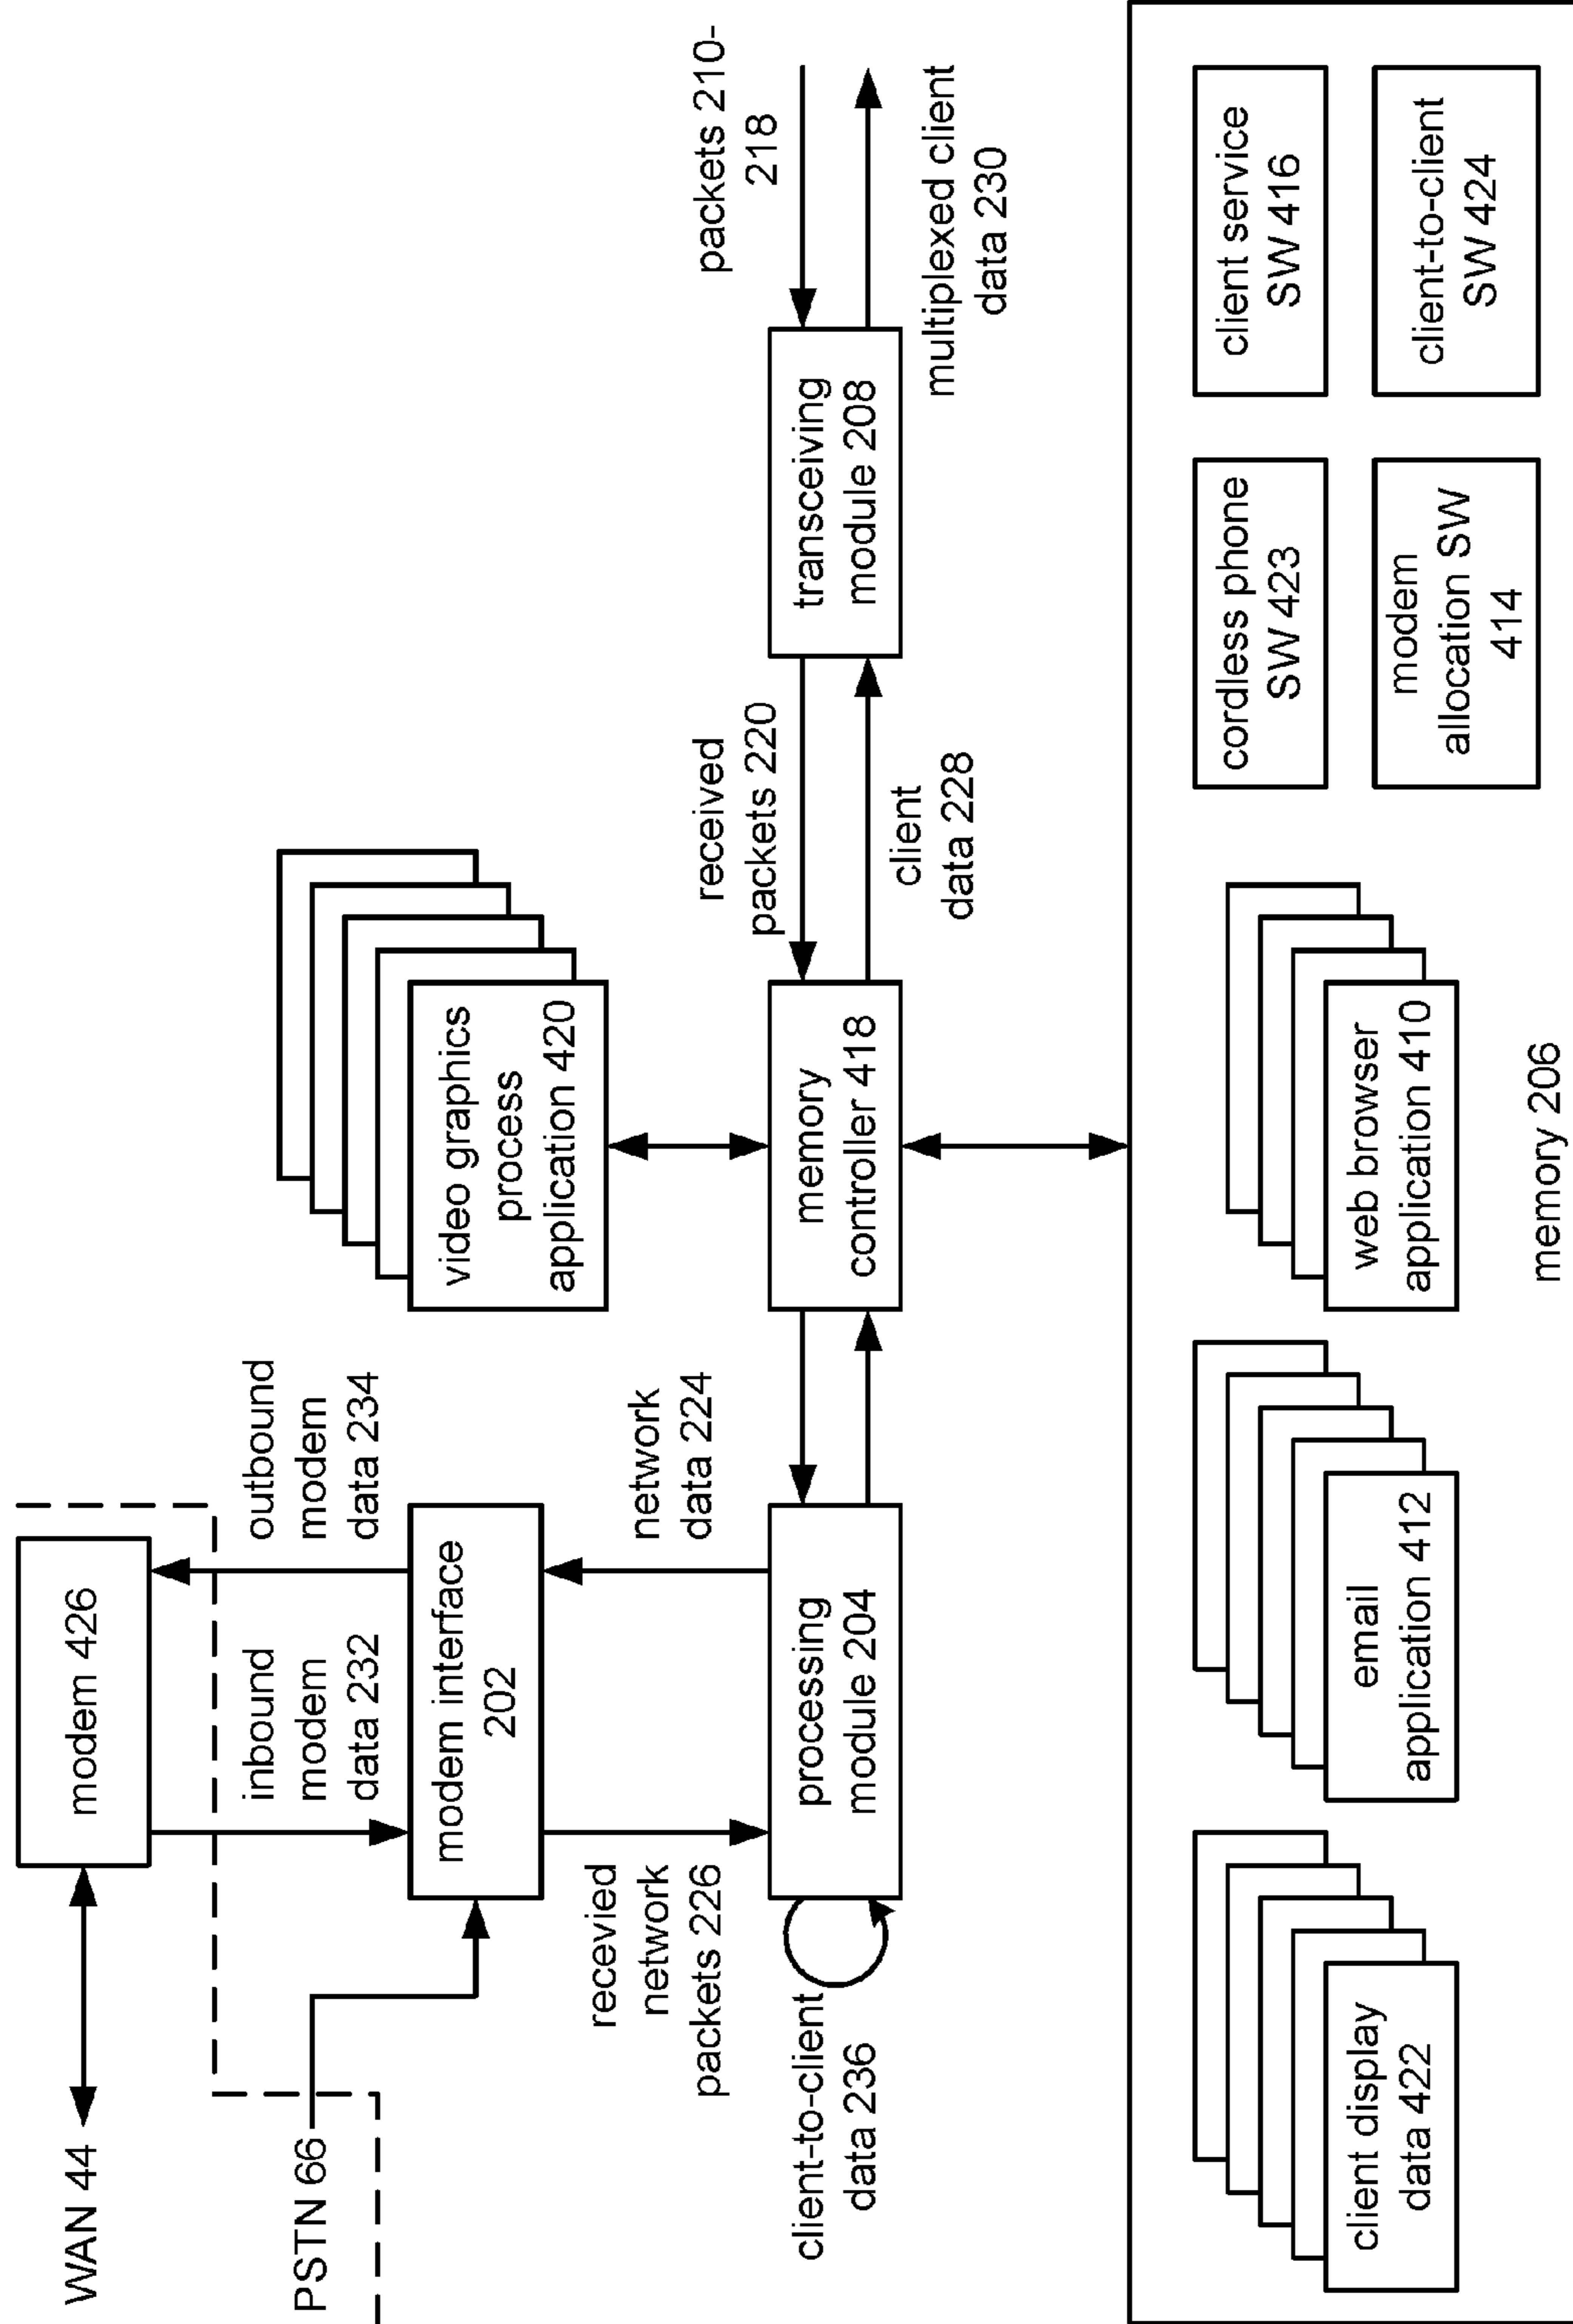 WAN 44
modem 426
PSTN 66
inbound
modem
data 232
outbound
modem
data 234
modem interface
202
recevied
network
packets 226
network
data 224
video graphics
process
application 420
client-to-client
data 236
processing
module 204
memory
controller 418
received
packets 220
client
data 228
transceiving
module 208
packets 210-
218
multiplexed client
data 230
client display
data 422
email
application 412
web browser
application 410
cordless phone
SW 423
client service
SW 416
modem
allocation SW
414
client-to-client
SW 424
memory 206